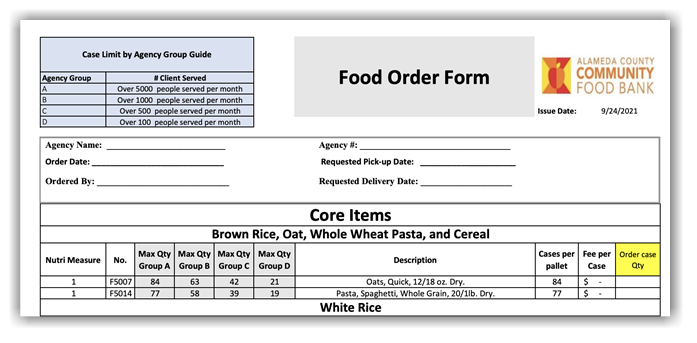 Case Limit by Agency Group Guide
Agency Group # Client Served
A Over 5000 people served per month
B Over 1000 people served per month
C Over 500 people served per month
D Over 100 people served per month
Food Order Form
ALAMEDA COUNTY
COMMUNITY
FOOD BANK
Issue Date: 9/24/2021
Agency Name: Agency #:
Order Date: Requested Pick-up Date:
Ordered By: Requested Delivery Date:
Core Items
Brown Rice, Oat, Whole Wheat Pasta, and Cereal
Nutri Measure No. Max Qty Group A Max Qty Group B Max Qty Group C Max Qty Group D Description Cases per pallet Fee per Case Order case Qty
1 F5007 84 63 42 21 Oats, Quick, 12/18 oz. Dry. 84 $ -
1 F5014 77 58 39 19 Pasta, Spaghetti, Whole Grain, 20/1lb. Dry. 77 $ -
White Rice